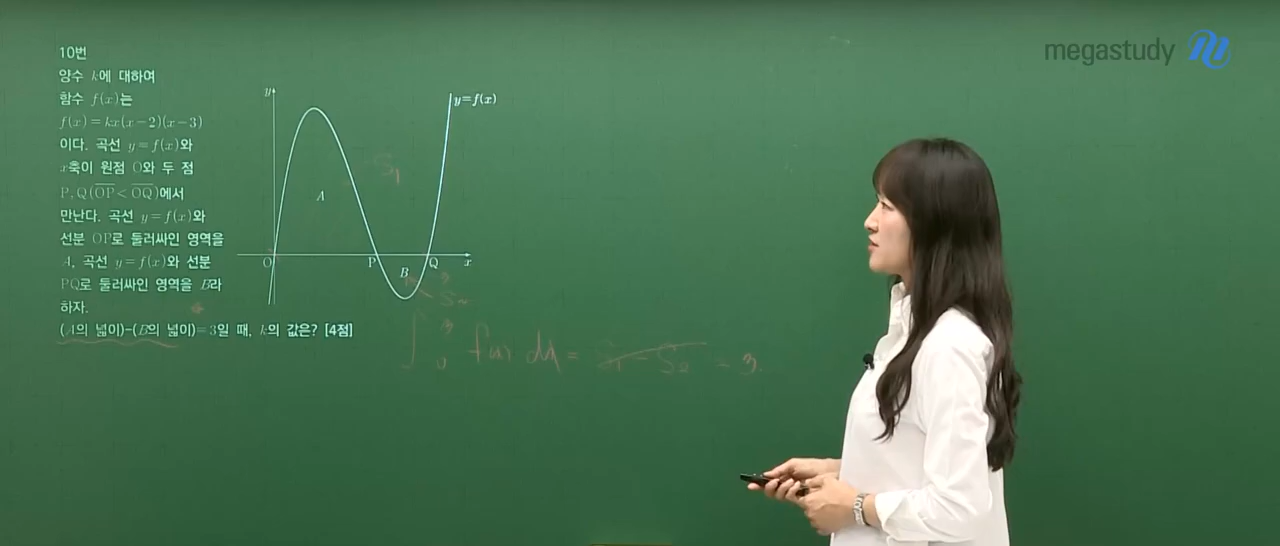 megastudy
10번
양수 k에 대하여
함수 f(x)는
f(x)=kx(x-2)(x-3)
이다. 곡선 y=f(x)와
x축이 원점 O와 두 점
P, Q(O̅P̅<O̅Q̅)에서
만난다. 곡선 y=f(x)와
선분 OP로 둘러싸인 영역을
A, 곡선 y=f(x)와 선분
PQ로 둘러싸인 영역을 B라
하자.
(A의 넓이)-(B의 넓이)=3일 때, k의 값은? [4점]
y
y=f(x)
S₁
A
O P B Q x
S₂
∫₀³ f(x) dx = S₁ - S₂ = 3.